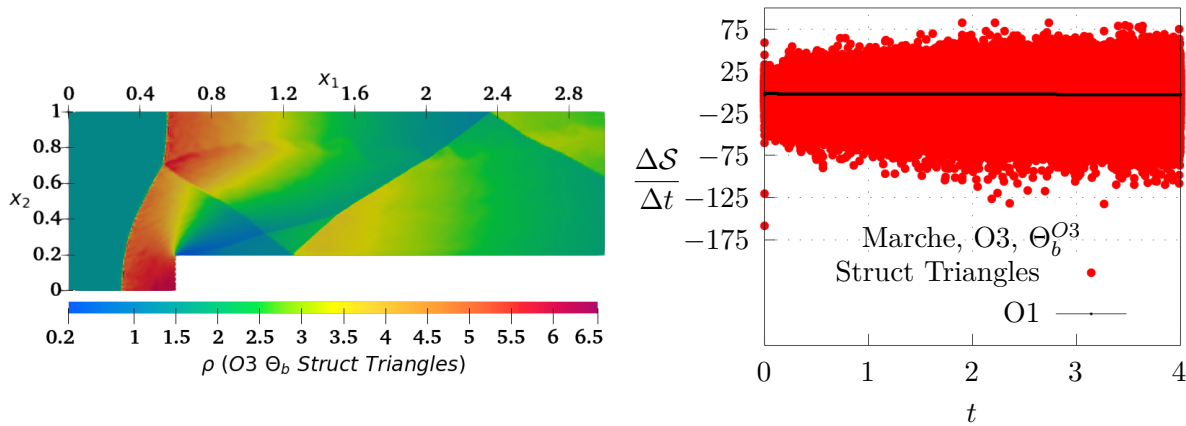 x₁
0 0.4 0.8 1.2 1.6 2 2.4 2.8
1
0.8
0.6
x₂
0.4
0.2
0
0.2 1 1.5 2 2.5 3 3.5 4 4.5 5 5.5 6 6.5
ρ (O3 Θ_b Struct Triangles)
75
25
−25
−75
ΔS
Δt
−125
−175
Marche, O3, Θ_b^{O3}
Struct Triangles
O1
0 1 2 3 4
t